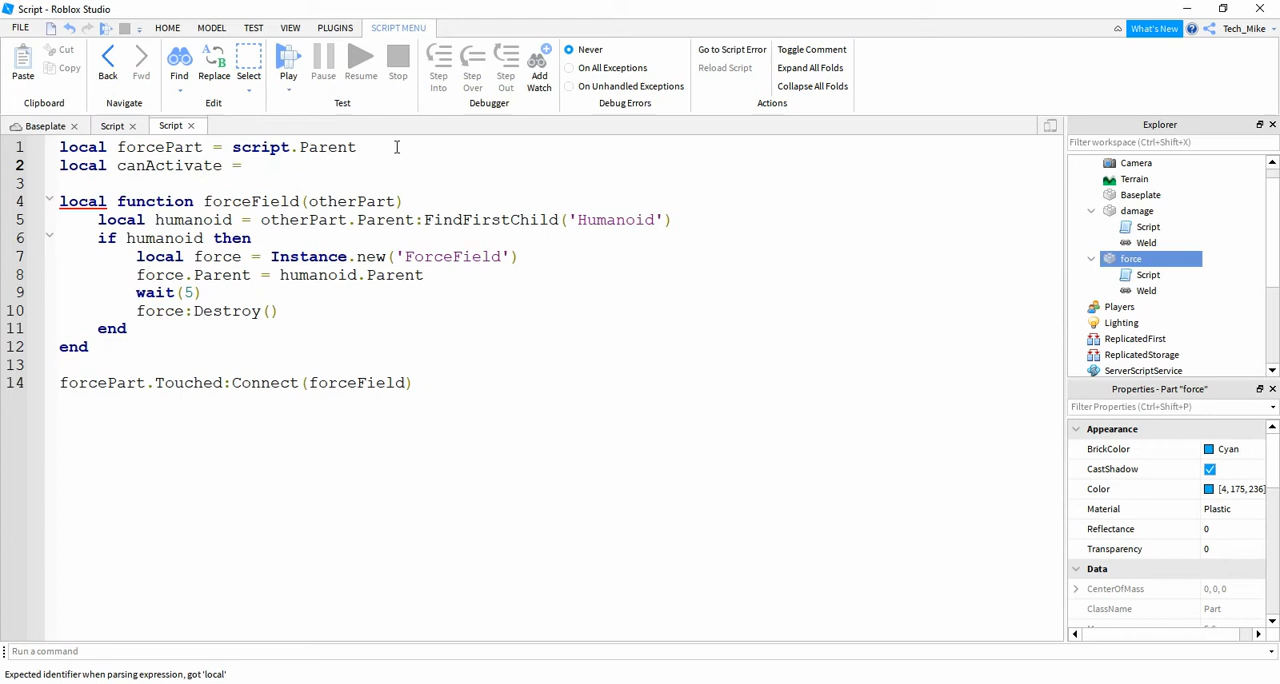 Script - Roblox Studio
FILE HOME MODEL TEST VIEW PLUGINS SCRIPT MENU What's New Tech_Mike
Paste Cut Copy Back Fwd Find Replace Select Play Pause Resume Stop Step Into Step Over Step Out Add Watch
Never
On All Exceptions
On Unhandled Exceptions
Go to Script Error Toggle Comment
Reload Script Expand All Folds
Collapse All Folds
Clipboard Navigate Edit Test Debugger Debug Errors Actions
Baseplate Script Script
1 local forcePart = script.Parent
2 local canActivate =
3
4 local function forceField(otherPart)
5 local humanoid = otherPart.Parent:FindFirstChild('Humanoid')
6 if humanoid then
7 local force = Instance.new('ForceField')
8 force.Parent = humanoid.Parent
9 wait(5)
10 force:Destroy()
11 end
12 end
13
14 forcePart.Touched:Connect(forceField)
Explorer
Filter workspace (Ctrl+Shift+X)
Camera
Terrain
Baseplate
damage
Script
Weld
force
Script
Weld
Players
Lighting
ReplicatedFirst
ReplicatedStorage
ServerScriptService
Properties - Part "force"
Filter Properties (Ctrl+Shift+P)
Appearance
BrickColor Cyan
CastShadow
Color [4, 175, 236]
Material Plastic
Reflectance 0
Transparency 0
Data
CenterOfMass 0, 0, 0
ClassName Part
Run a command
Expected identifier when parsing expression, got 'local'